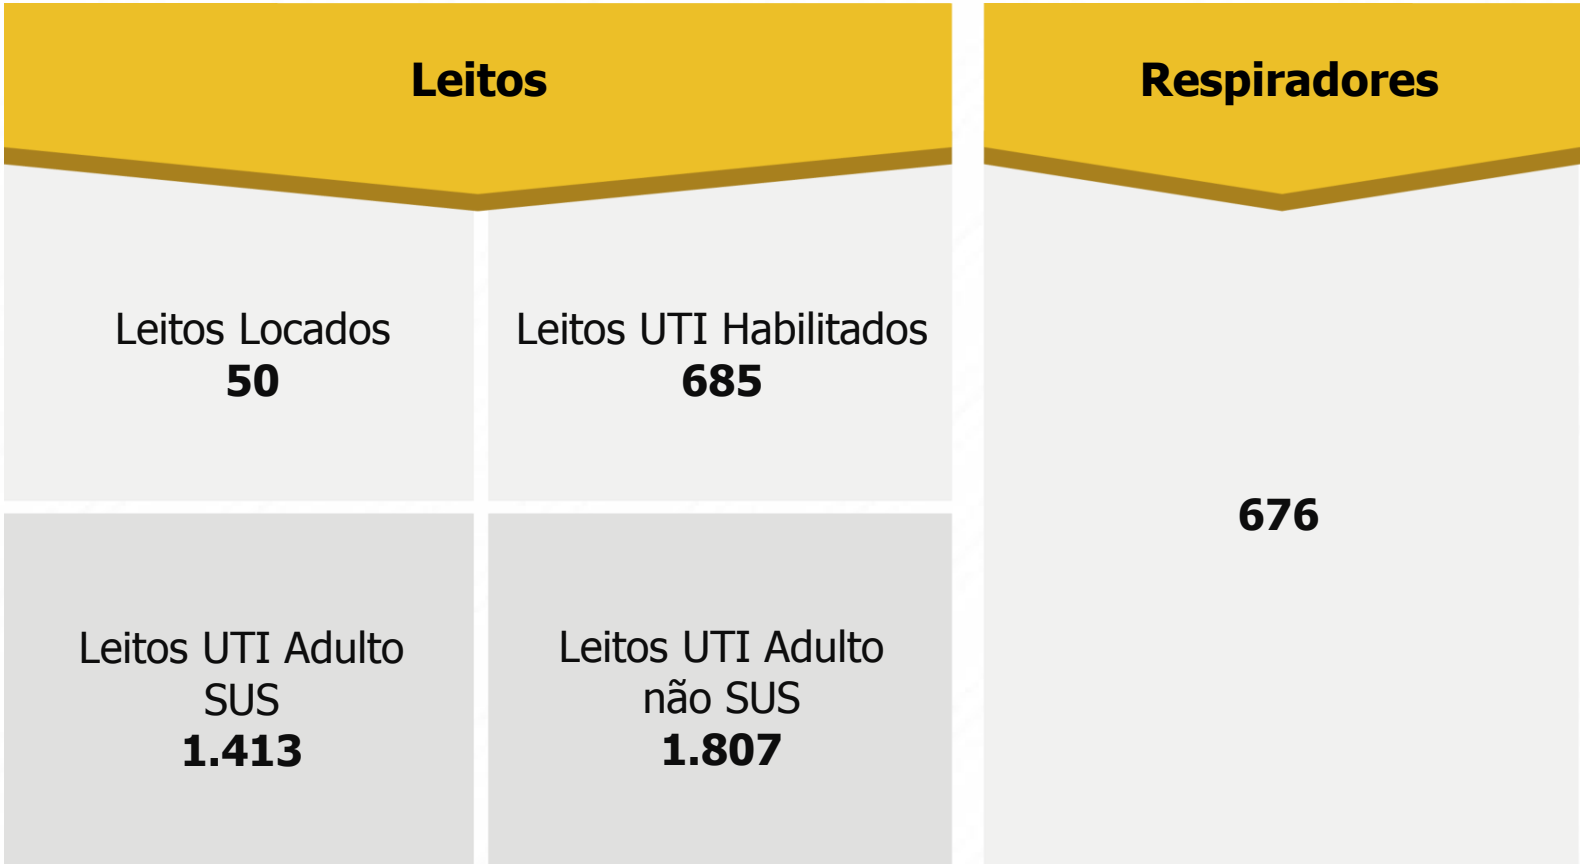 Leitos
Leitos Locados
50
Leitos UTI Habilitados
685
Leitos UTI Adulto
SUS
1.413
Leitos UTI Adulto
não SUS
1.807
Respiradores
676